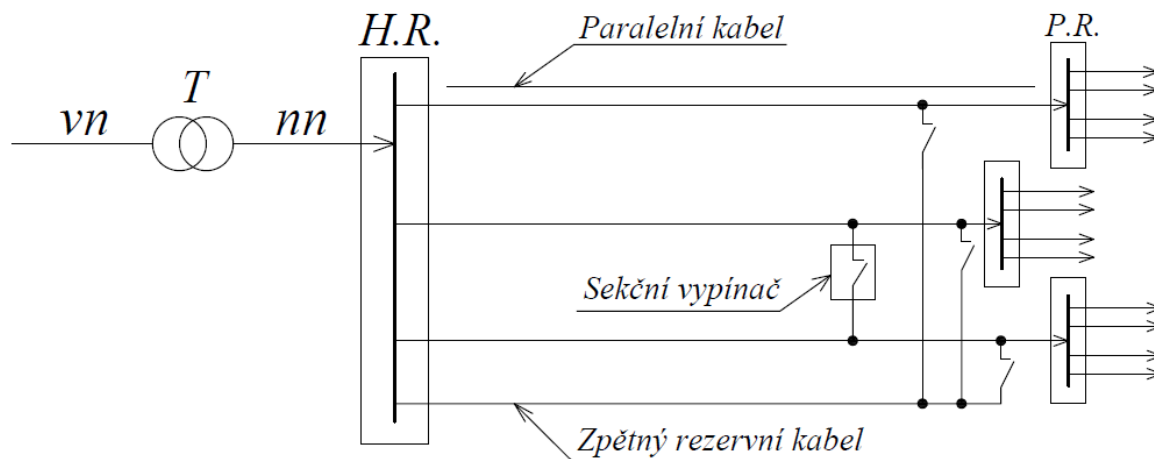 H.R.
Paralelní kabel
P.R.
T
vn
nn
Sekční vypínač
Zpětný rezervní kabel